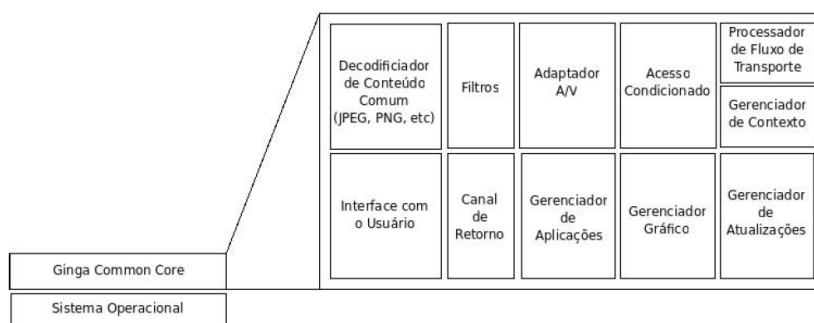 Decodificiador
de Conteúdo
Comum
(JPEG, PNG, etc)
Filtros
Adaptador
A/V
Acesso
Condicionado
Processador
de Fluxo de
Transporte
Gerenciador
de Contexto
Interface com
o Usuário
Canal
de
Retorno
Gerenciador
de
Aplicações
Gerenciador
Gráfico
Gerenciador
de
Atualizações
Ginga Common Core
Sistema Operacional